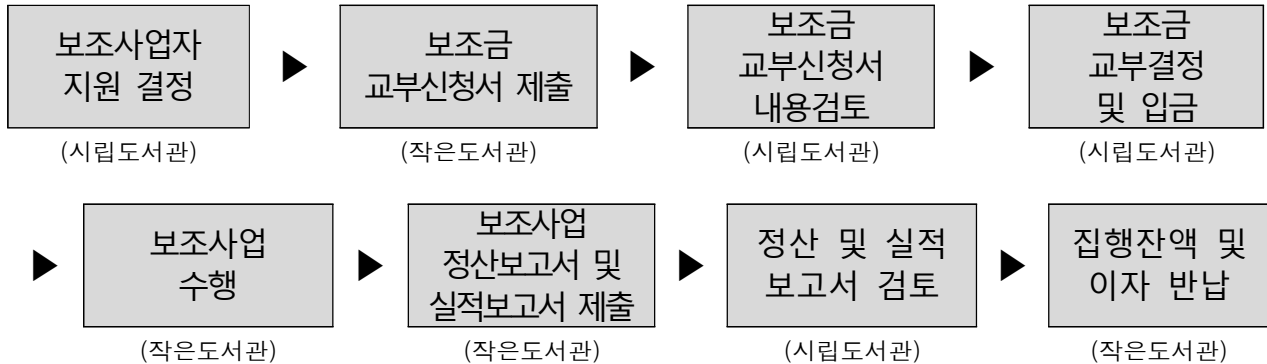 보조사업자
지원 결정
▶
보조금
교부신청서 제출
▶
보조금
교부신청서
내용검토
▶
보조금
교부결정
및 입금
(시립도서관)
(작은도서관)
(시립도서관)
(시립도서관)
▶
보조사업
수행
▶
보조사업
정산보고서 및
실적보고서 제출
▶
정산 및 실적
보고서 검토
▶
집행잔액 및
이자 반납
(작은도서관)
(작은도서관)
(시립도서관)
(작은도서관)